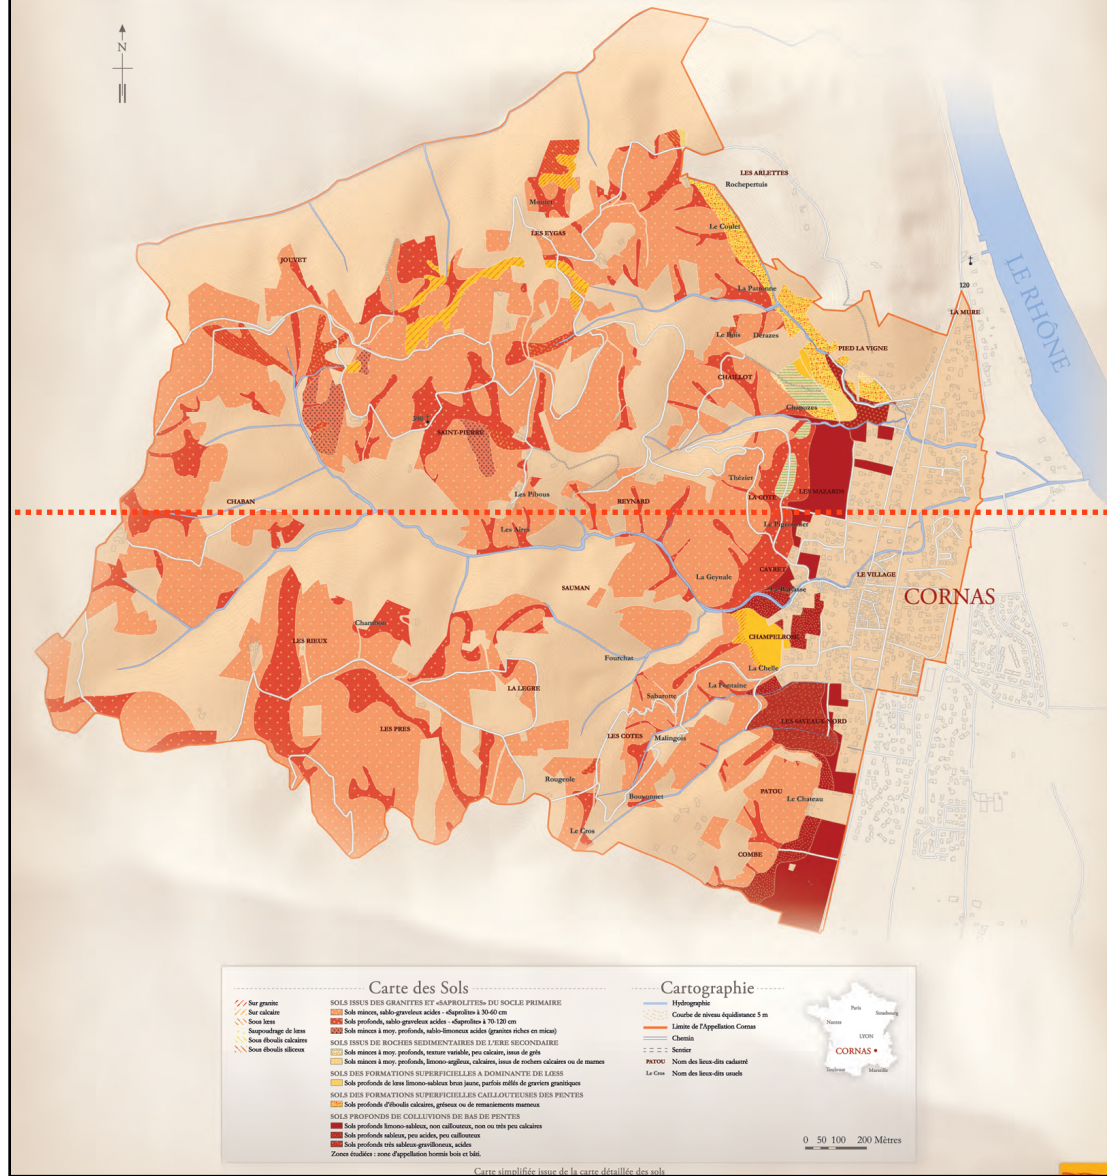 N
LES ARLETTES
Rochepertuis
Moulet
Le Coulet
LES EYGAS
JOUVET
La Patronne
120
LA MURE
LE RHÔNE
Le Bois Dérazes
PIED LA VIGNE
CHAILLOT
Chapuzes
SAINT-PIERRE
Thézier
Les Pibous
LES MAZARDS
LA COTE
CHABAN
REYNARD
Les Alres
Le Pigeonnier
La Geynale
CAYRET
LE VILLAGE
SAUMAN
CORNAS
Chambon
LES RIEUX
CHAMPELROSE
Fourchat
La Chelle
La Fontaine
LA LEGRE
Sabarotte
LES PRES
LES COTES
Malingois
LES SAVEAUX-NORD
Rougeole
PATOU
Le Chateau
Bouyonnet
Le Cros
COMBE
Carte des Sols
Sur granite
Sur calcaire
Sous lœss
Saupoudrage de lœss
Sous éboulis calcaires
Sous éboulis siliceux
SOLS ISSUS DES GRANITES ET «SAPROLITES» DU SOCLE PRIMAIRE
Sols minces, sablo-graveleux acides - «Saprolite» à 30-60 cm
Sols profonds, sablo-graveleux acides - «Saprolite» à 70-120 cm
Sols minces à moy. profonds, sablo-limoneux acides (granites riches en micas)
SOLS ISSUS DE ROCHES SEDIMENTAIRES DE L'ERE SECONDAIRE
Sols minces à moy. profonds, texture variable, peu calcaire, issus de grès
Sols minces à moy. profonds, limono-argileux, calcaires, issus de rochers calcaires ou de marnes
SOLS DES FORMATIONS SUPERFICIELLES A DOMINANTE DE LŒSS
Sols profonds de lœss limono-sableux brun jaune, parfois mêlés de graviers granitiques
SOLS DES FORMATIONS SUPERFICIELLES CAILLOUTEUSES DES PENTES
Sols profonds d'éboulis calcaires, gréseux ou de remaniements marneux
SOLS PROFONDS DE COLLUVIONS DE BAS DE PENTES
Sols profonds limono-sableux, non caillouteux, non ou très peu calcaires
Sols profonds sableux, peu acides, peu caillouteux
Sols profonds très sableux-gravillonneux, acides
Zones étudiées : zone d'appellation hormis bois et bâti.
Cartographie
Hydrographie
Courbe de niveau équidistance 5 m
Limite de l'Appellation Cornas
Chemin
Sentier
PATOU Nom des lieux-dits cadastré
Le Cros Nom des lieux-dits usuels
Paris
Strasbourg
Nantes
LYON
CORNAS
Toulouse
Marseille
0 50 100 200 Mètres
Carte simplifiée issue de la carte détaillée des sols